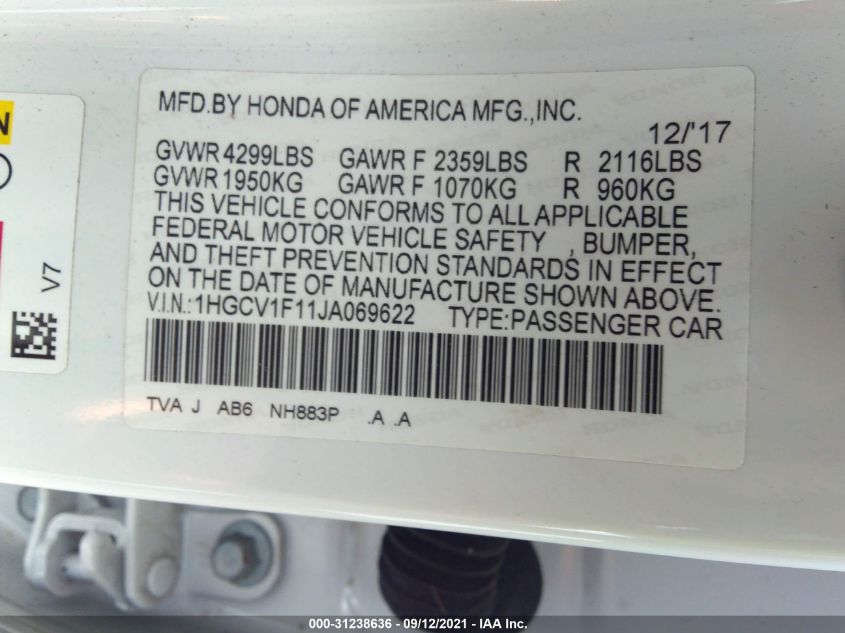 MFD.BY HONDA OF AMERICA MFG.,INC.
12/'17
GVWR 4299LBS GAWR F 2359LBS R 2116LBS
GVWR 1950KG GAWR F 1070KG R 960KG
THIS VEHICLE CONFORMS TO ALL APPLICABLE
FEDERAL MOTOR VEHICLE SAFETY , BUMPER,
AND THEFT PREVENTION STANDARDS IN EFFECT
ON THE DATE OF MANUFACTURE SHOWN ABOVE.
V.I.N.:1HGCV1F11JA069622 TYPE:PASSENGER CAR
TVA J AB6 NH883P .A .A
N
V7
000-31238636 - 09/12/2021 - IAA Inc.